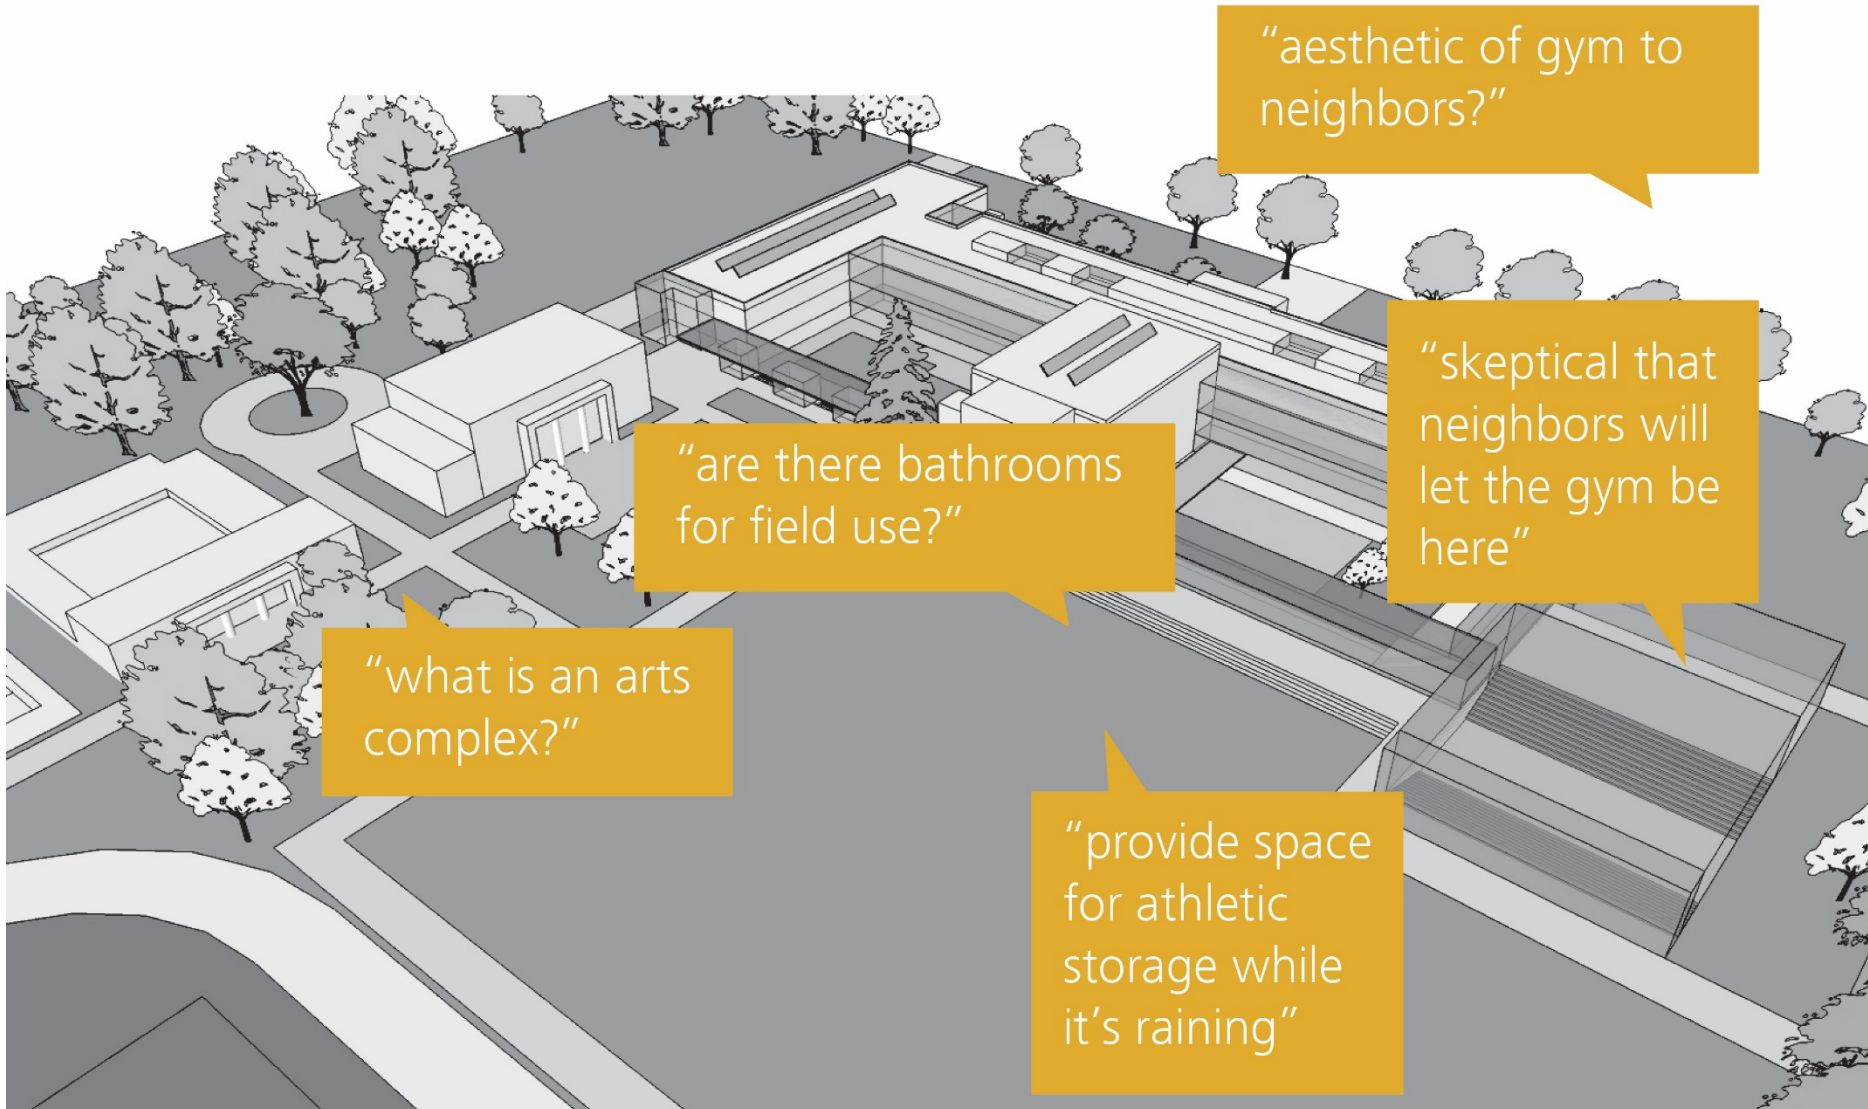 “aesthetic of gym to
neighbors?”
“skeptical that
neighbors will
let the gym be
here”
“are there bathrooms
for field use?”
“what is an arts
complex?”
“provide space
for athletic
storage while
it’s raining”